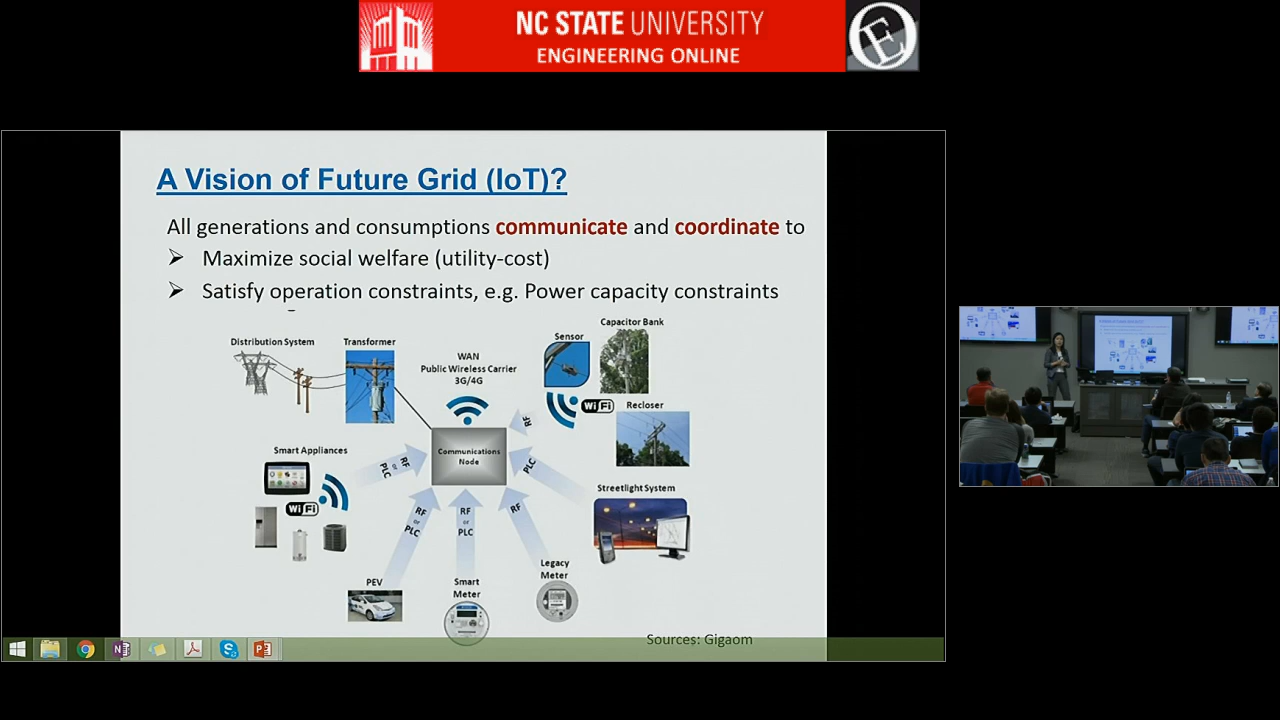 NC STATE UNIVERSITY
ENGINEERING ONLINE
A Vision of Future Grid (IoT)?
All generations and consumptions communicate and coordinate to
➢ Maximize social welfare (utility-cost)
➢ Satisfy operation constraints, e.g. Power capacity constraints
Distribution System
Transformer
WAN
Public Wireless Carrier
3G/4G
Sensor
Capacitor Bank
WiFi
Recloser
RF
Communications
Node
Smart Appliances
WiFi
RF
or
PLC
PLC
Streetlight System
RF
or
PLC
RF
or
PLC
RF
PEV
Smart
Meter
Legacy
Meter
Sources: Gigaom